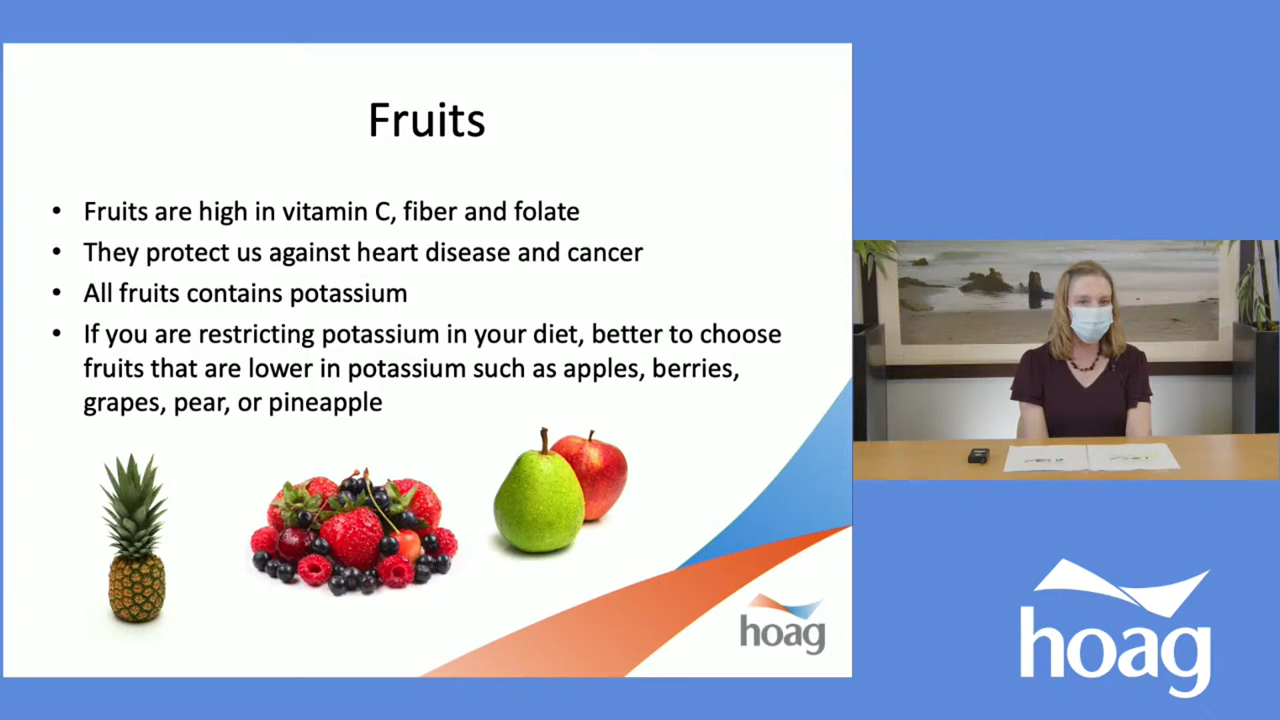 Fruits
• Fruits are high in vitamin C, fiber and folate
• They protect us against heart disease and cancer
• All fruits contains potassium
• If you are restricting potassium in your diet, better to choose
fruits that are lower in potassium such as apples, berries,
grapes, pear, or pineapple
hoag
hoag